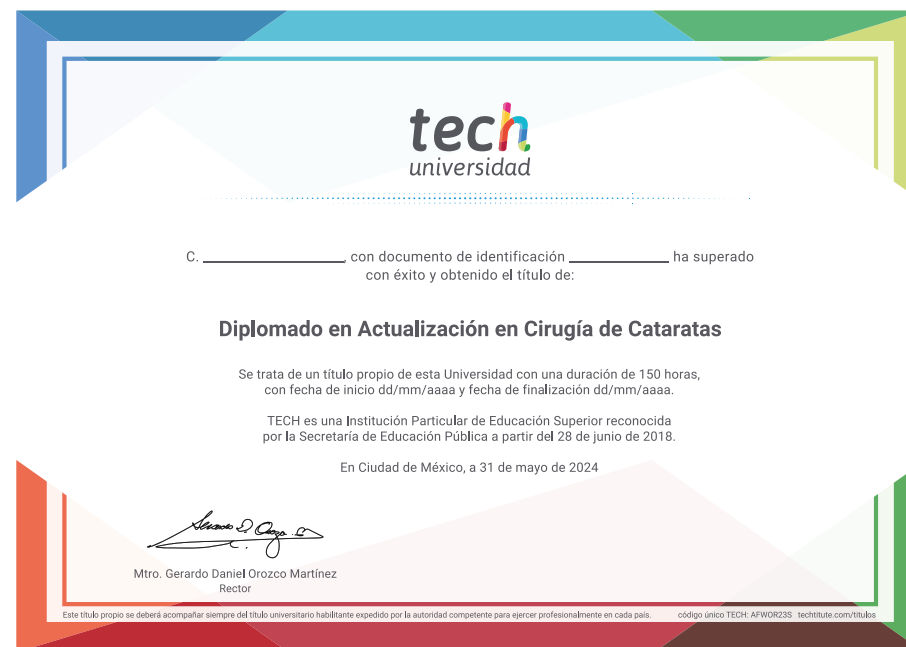 tech
universidad
C. ____________, con documento de identificación ____________ ha superado
con éxito y obtenido el título de:
Diplomado en Actualización en Cirugía de Cataratas
Se trata de un título propio de esta Universidad con una duración de 150 horas,
con fecha de inicio dd/mm/aaaa y fecha de finalización dd/mm/aaaa.
TECH es una Institución Particular de Educación Superior reconocida
por la Secretaría de Educación Pública a partir del 28 de junio de 2018.
En Ciudad de México, a 31 de mayo de 2024
Mtro. Gerardo Daniel Orozco Martínez
Rector
Este título propio se deberá acompañar siempre del título universitario habilitante expedido por la autoridad competente para ejercer profesionalmente en cada país. código único TECH: AFWOR23S techtitute.com/titulos